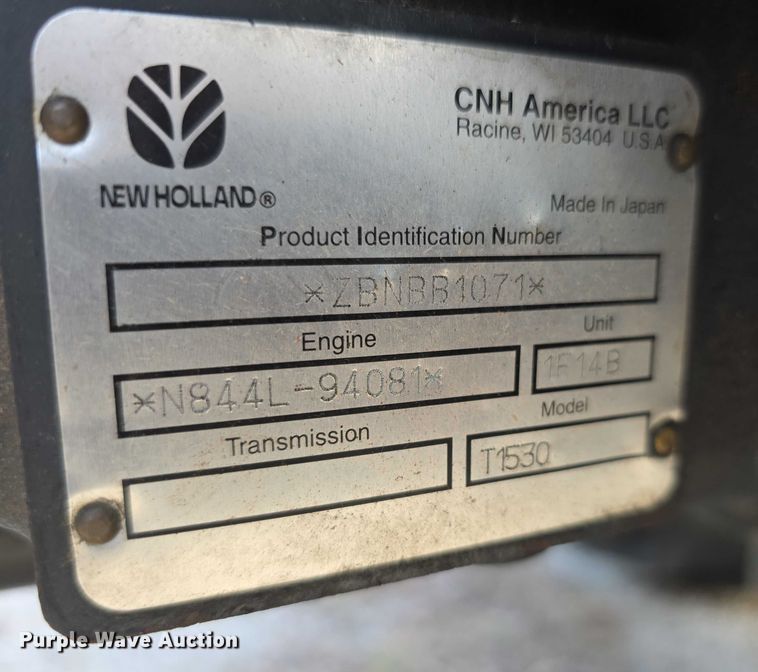 NEW HOLLAND®
CNH America LLC
Racine, WI 53404 U.S.A.
Made In Japan
Product Identification Number
*ZBNBB1071*
Engine
Unit
*N844L-94081*
1F14B
Transmission
Model
T1530
Purple Wave Auction